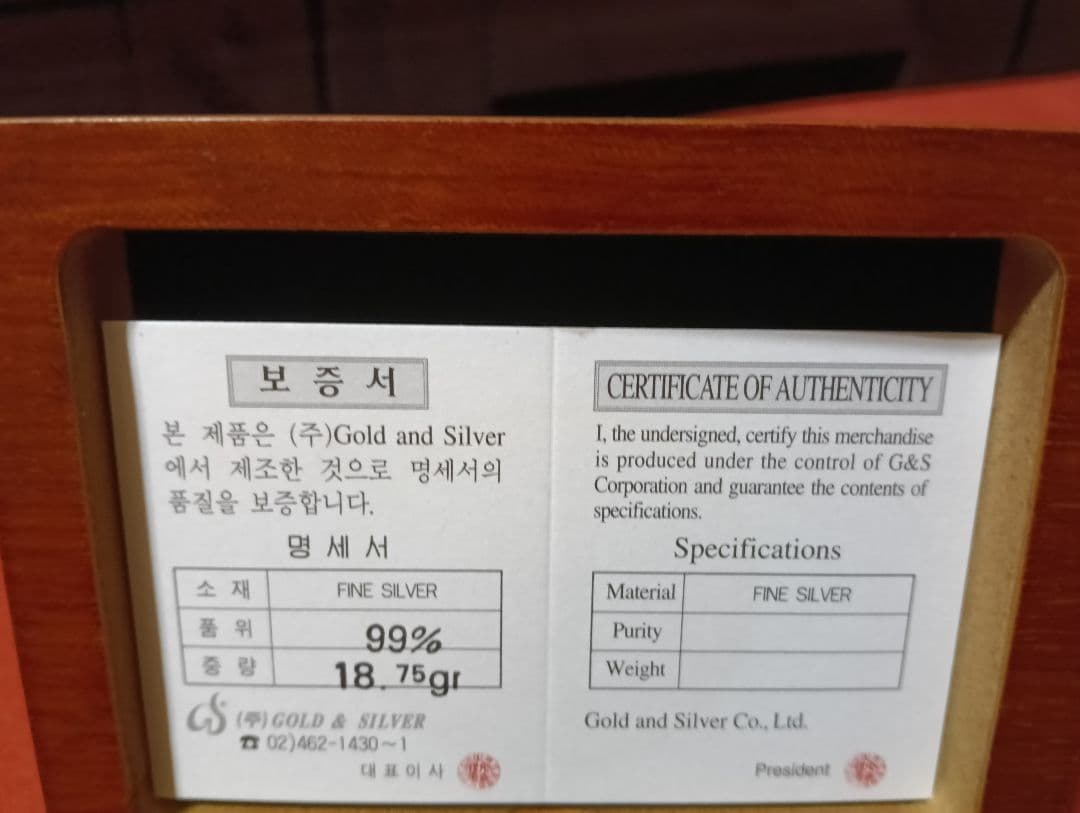 보 증 서
본 제품은 (주)Gold and Silver
에서 제조한 것으로 명세서의
품질을 보증합니다.
명 세 서
소 재 FINE SILVER
품 위 99%
중 량 18.75gr
GS (주) GOLD & SILVER
☎ 02)462-1430~1
대 표 이 사
CERTIFICATE OF AUTHENTICITY
I, the undersigned, certify this merchandise
is produced under the control of G&S
Corporation and guarantee the contents of
specifications.
Specifications
Material FINE SILVER
Purity
Weight
Gold and Silver Co., Ltd.
President